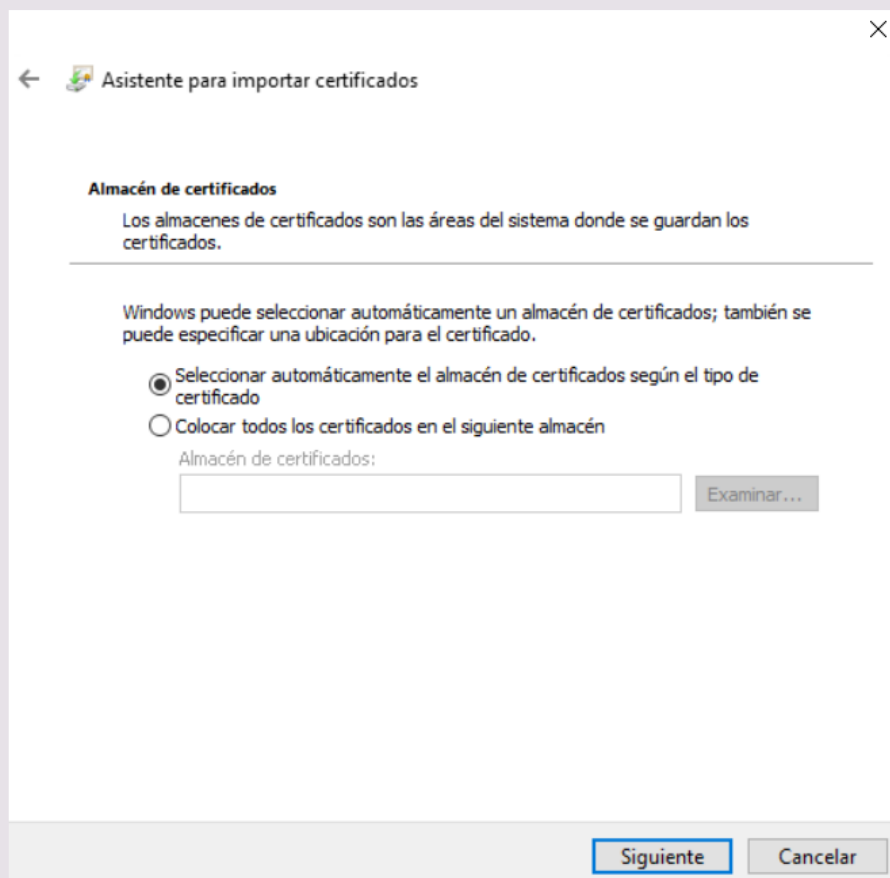 Asistente para importar certificados
Almacén de certificados
Los almacenes de certificados son las áreas del sistema donde se guardan los
certificados.
Windows puede seleccionar automáticamente un almacén de certificados; también se
puede especificar una ubicación para el certificado.
Seleccionar automáticamente el almacén de certificados según el tipo de
certificado
Colocar todos los certificados en el siguiente almacén
Almacén de certificados:
Examinar...
Siguiente
Cancelar